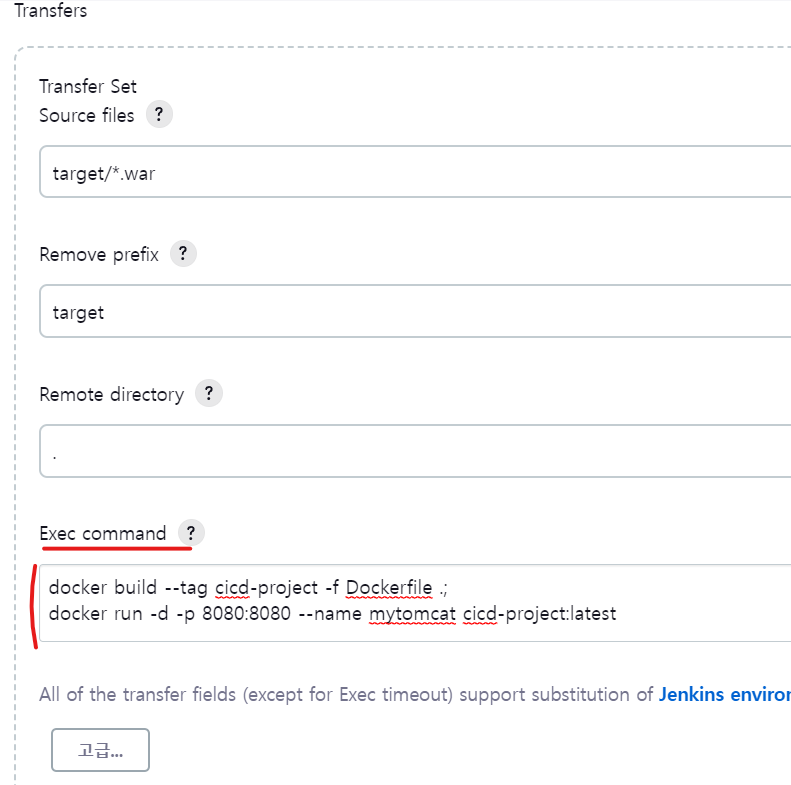 Transfers
Transfer Set
Source files ?
target/*.war
Remove prefix ?
target
Remote directory ?
.
Exec command ?
docker build --tag cicd-project -f Dockerfile .;
docker run -d -p 8080:8080 --name mytomcat cicd-project:latest
All of the transfer fields (except for Exec timeout) support substitution of Jenkins enviror
고급...